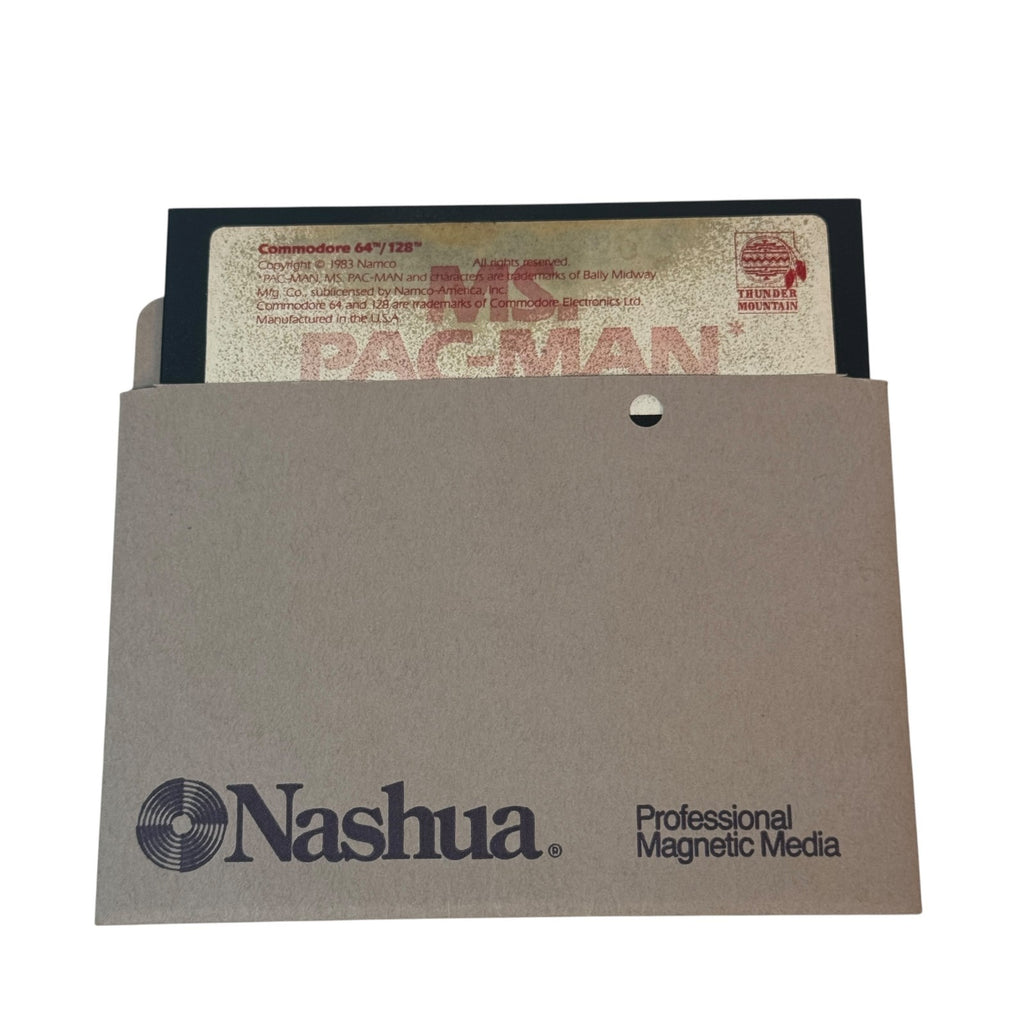 Commodore 64™/128™
Copyright © 1983 Namco All rights reserved.
*PAC-MAN, MS. PAC-MAN and characters are trademarks of Bally Midway
Mfg. Co., sublicensed by Namco-America, Inc.
Commodore 64 and 128 are trademarks of Commodore Electronics Ltd.
Manufactured in the U.S.A.
THUNDER
MOUNTAIN
MS.
PAC-MAN*
Nashua®
Professional
Magnetic Media